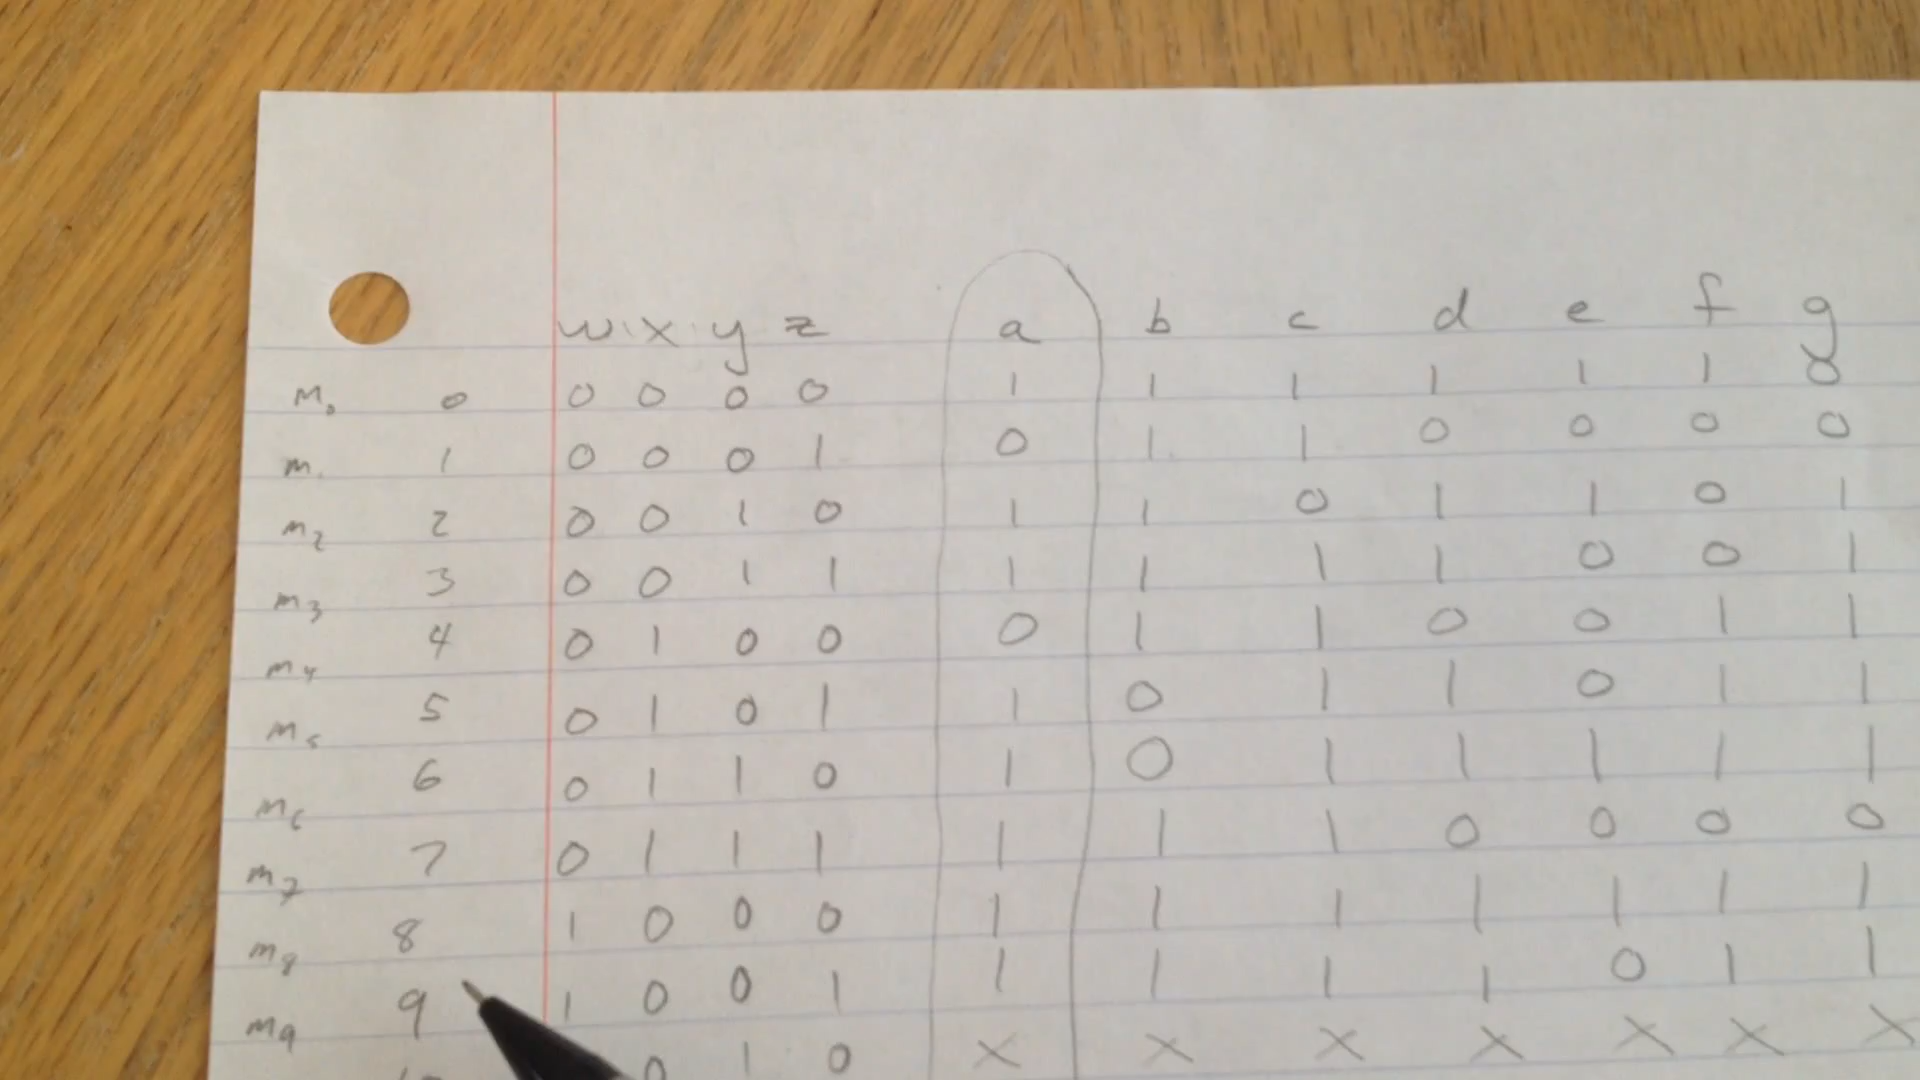 w x y z a b c d e f g
m0 0 0 0 0 0 1 1 1 1 1 1 0
m1 1 0 0 0 1 0 1 1 0 0 0 0
m2 2 0 0 1 0 1 1 0 1 1 0 1
m3 3 0 0 1 1 1 1 1 1 0 0 1
m4 4 0 1 0 0 0 1 1 0 0 1 1
m5 5 0 1 0 1 1 0 1 1 0 1 1
m6 6 0 1 1 0 1 0 1 1 1 1 1
m7 7 0 1 1 1 1 1 1 0 0 0 0
m8 8 1 0 0 0 1 1 1 1 1 1 1
m9 9 1 0 0 1 1 1 1 1 0 1 1
0 1 0 X X X X X X X